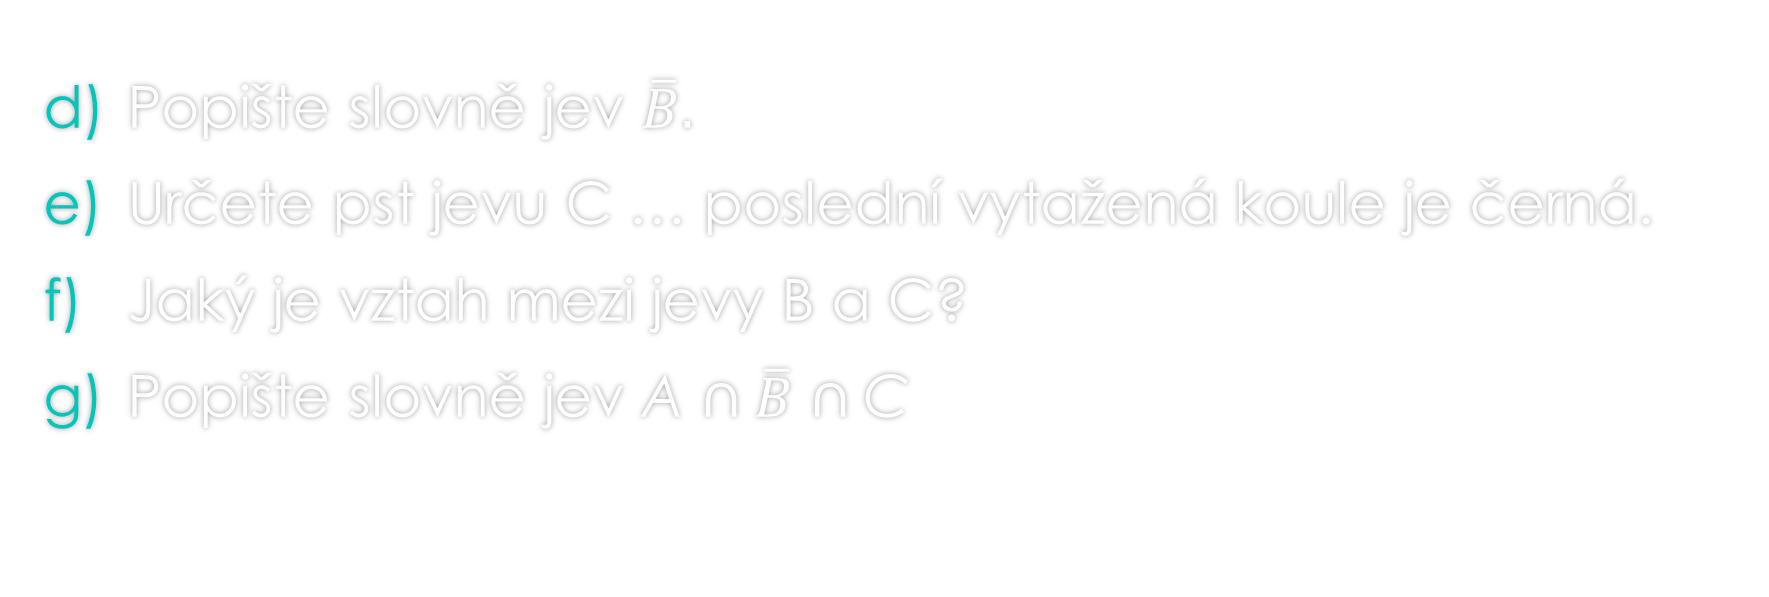 d) Popište slovně jev B̅.
e) Určete pst jevu C … poslední vytažená koule je černá.
f) Jaký je vztah mezi jevy B a C?
g) Popište slovně jev A ∩ B̅ ∩ C